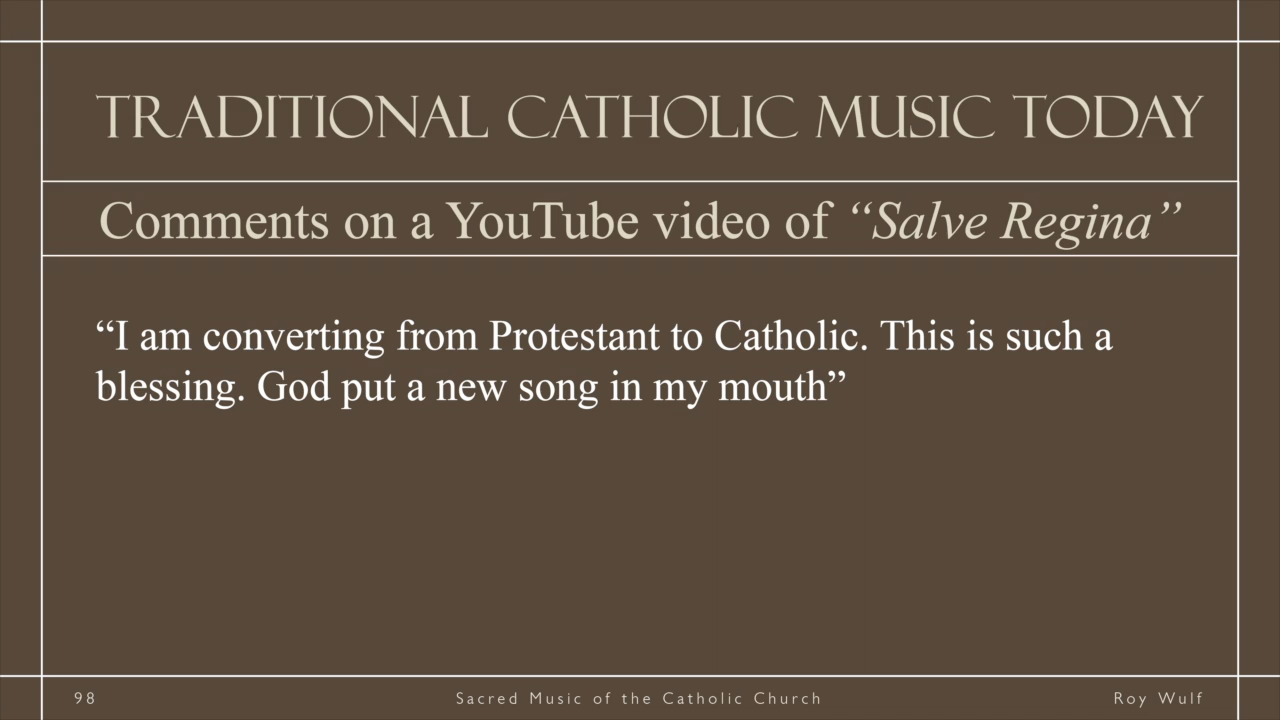 TRADITIONAL CATHOLIC MUSIC TODAY
Comments on a YouTube video of “Salve Regina”
“I am converting from Protestant to Catholic. This is such a
blessing. God put a new song in my mouth”
98
Sacred Music of the Catholic Church
Roy Wulf